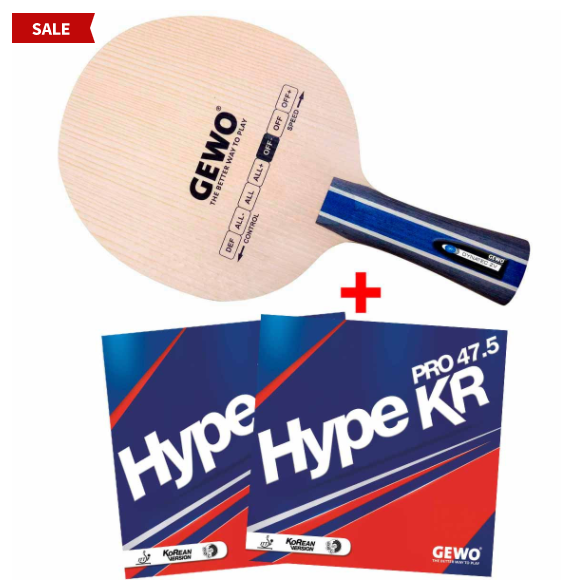 SALE
GEWO®
THE BETTER WAY TO PLAY
DEF
ALL-
ALL
ALL+
OFF-
OFF
OFF+
CONTROL
SPEED
GEWO
Hype
KOREAN
VERSION
PRO 47.5
Hype KR
ITTF
KOREAN
VERSION
GEWO®
THE BETTER WAY TO PLAY